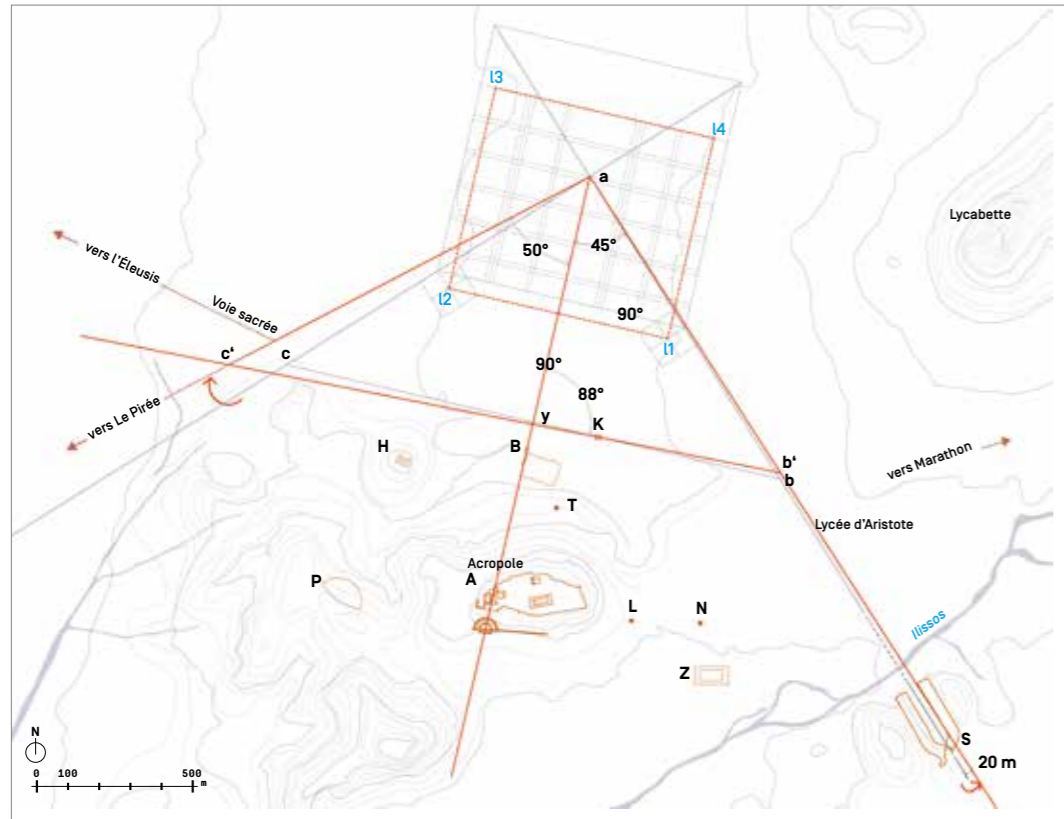 l3
l4
a
Lycabette
50°
45°
vers l'Éleusis
l2
90°
Voie sacrée
l1
c'
c
90°
88°
vers Le Pirée
y
K
H
B
b'
b
vers Marathon
T
Lycée d'Aristote
Acropole
P
A
L
N
Ilissos
Z
S
N
20 m
0 100 500
m